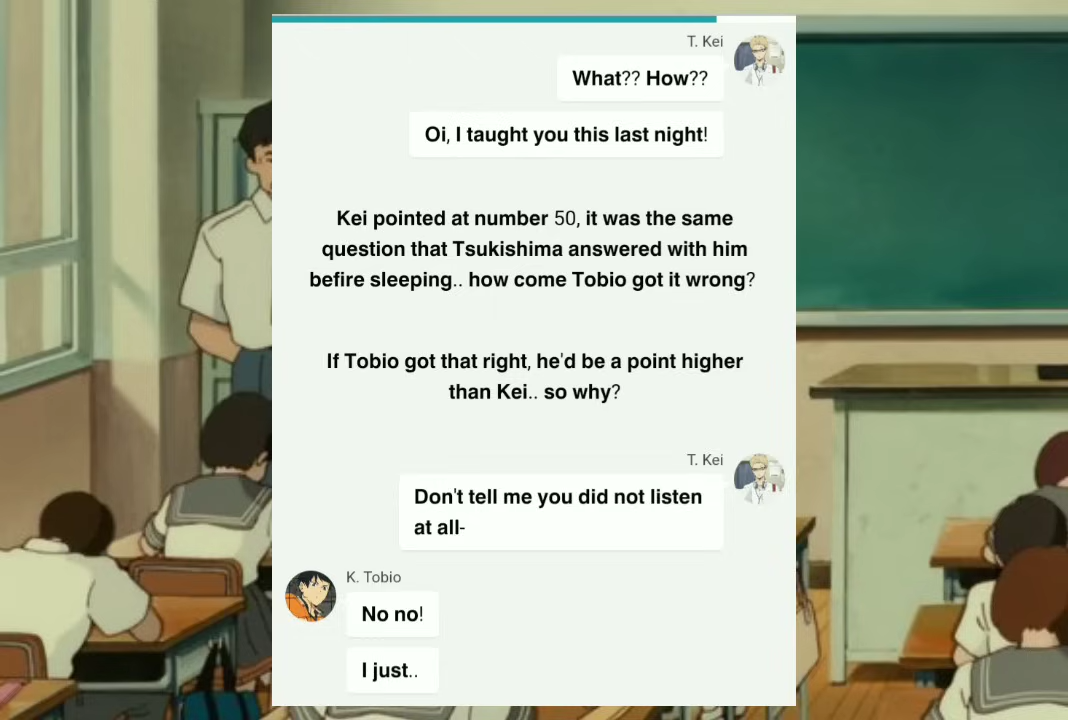 T. Kei
What?? How??
Oi, I taught you this last night!
Kei pointed at number 50, it was the same
question that Tsukishima answered with him
befire sleeping.. how come Tobio got it wrong?
If Tobio got that right, he'd be a point higher
than Kei.. so why?
T. Kei
Don't tell me you did not listen
at all-
K. Tobio
No no!
I just..